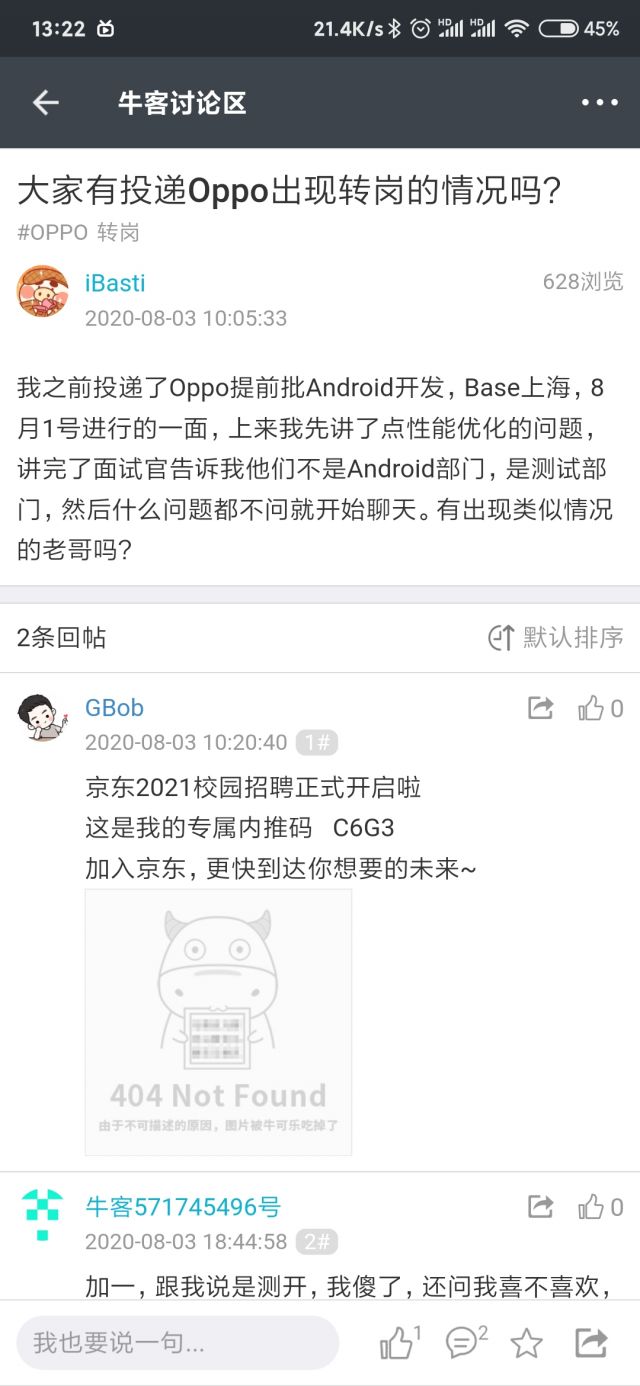 13:22
21.4K/s HD HD 45%
牛客讨论区
大家有投递Oppo出现转岗的情况吗？
#OPPO 转岗
iBasti
628浏览
2020-08-03 10:05:33
我之前投递了Oppo提前批Android开发，Base上海，8
月1号进行的一面，上来我先讲了点性能优化的问题，
讲完了面试官告诉我他们不是Android部门，是测试部
门，然后什么问题都不问就开始聊天。有出现类似情况
的老哥吗？
2条回帖
默认排序
GBob
0
2020-08-03 10:20:40 1#
京东2021校园招聘正式开启啦
这是我的专属内推码 C6G3
加入京东，更快到达你想要的未来~
404 Not Found
由于不可描述的原因，图片被牛可乐吃掉了
牛客571745496号
0
2020-08-03 18:44:58 2#
加一，跟我说是测开，我傻了，还问我喜不喜欢，
我也要说一句...
1
2